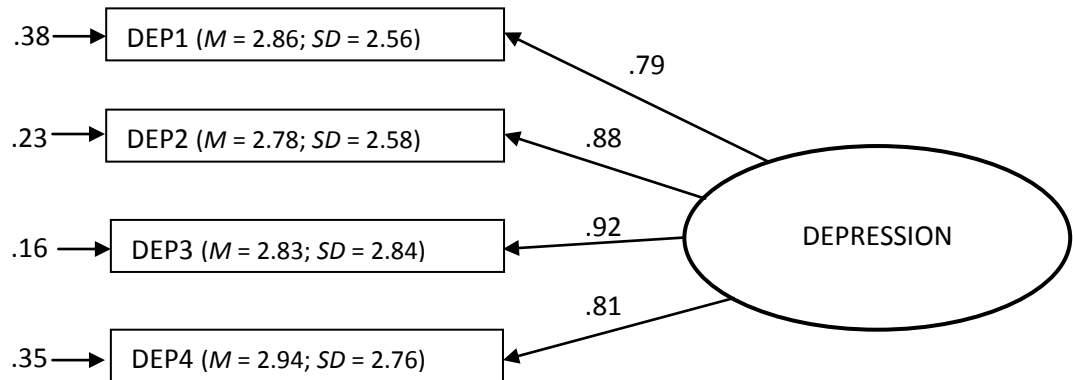 .38 DEP1 (M = 2.86; SD = 2.56)
.79
.23 DEP2 (M = 2.78; SD = 2.58)
.88
.16 DEP3 (M = 2.83; SD = 2.84)
.92
DEPRESSION
.81
.35 DEP4 (M = 2.94; SD = 2.76)